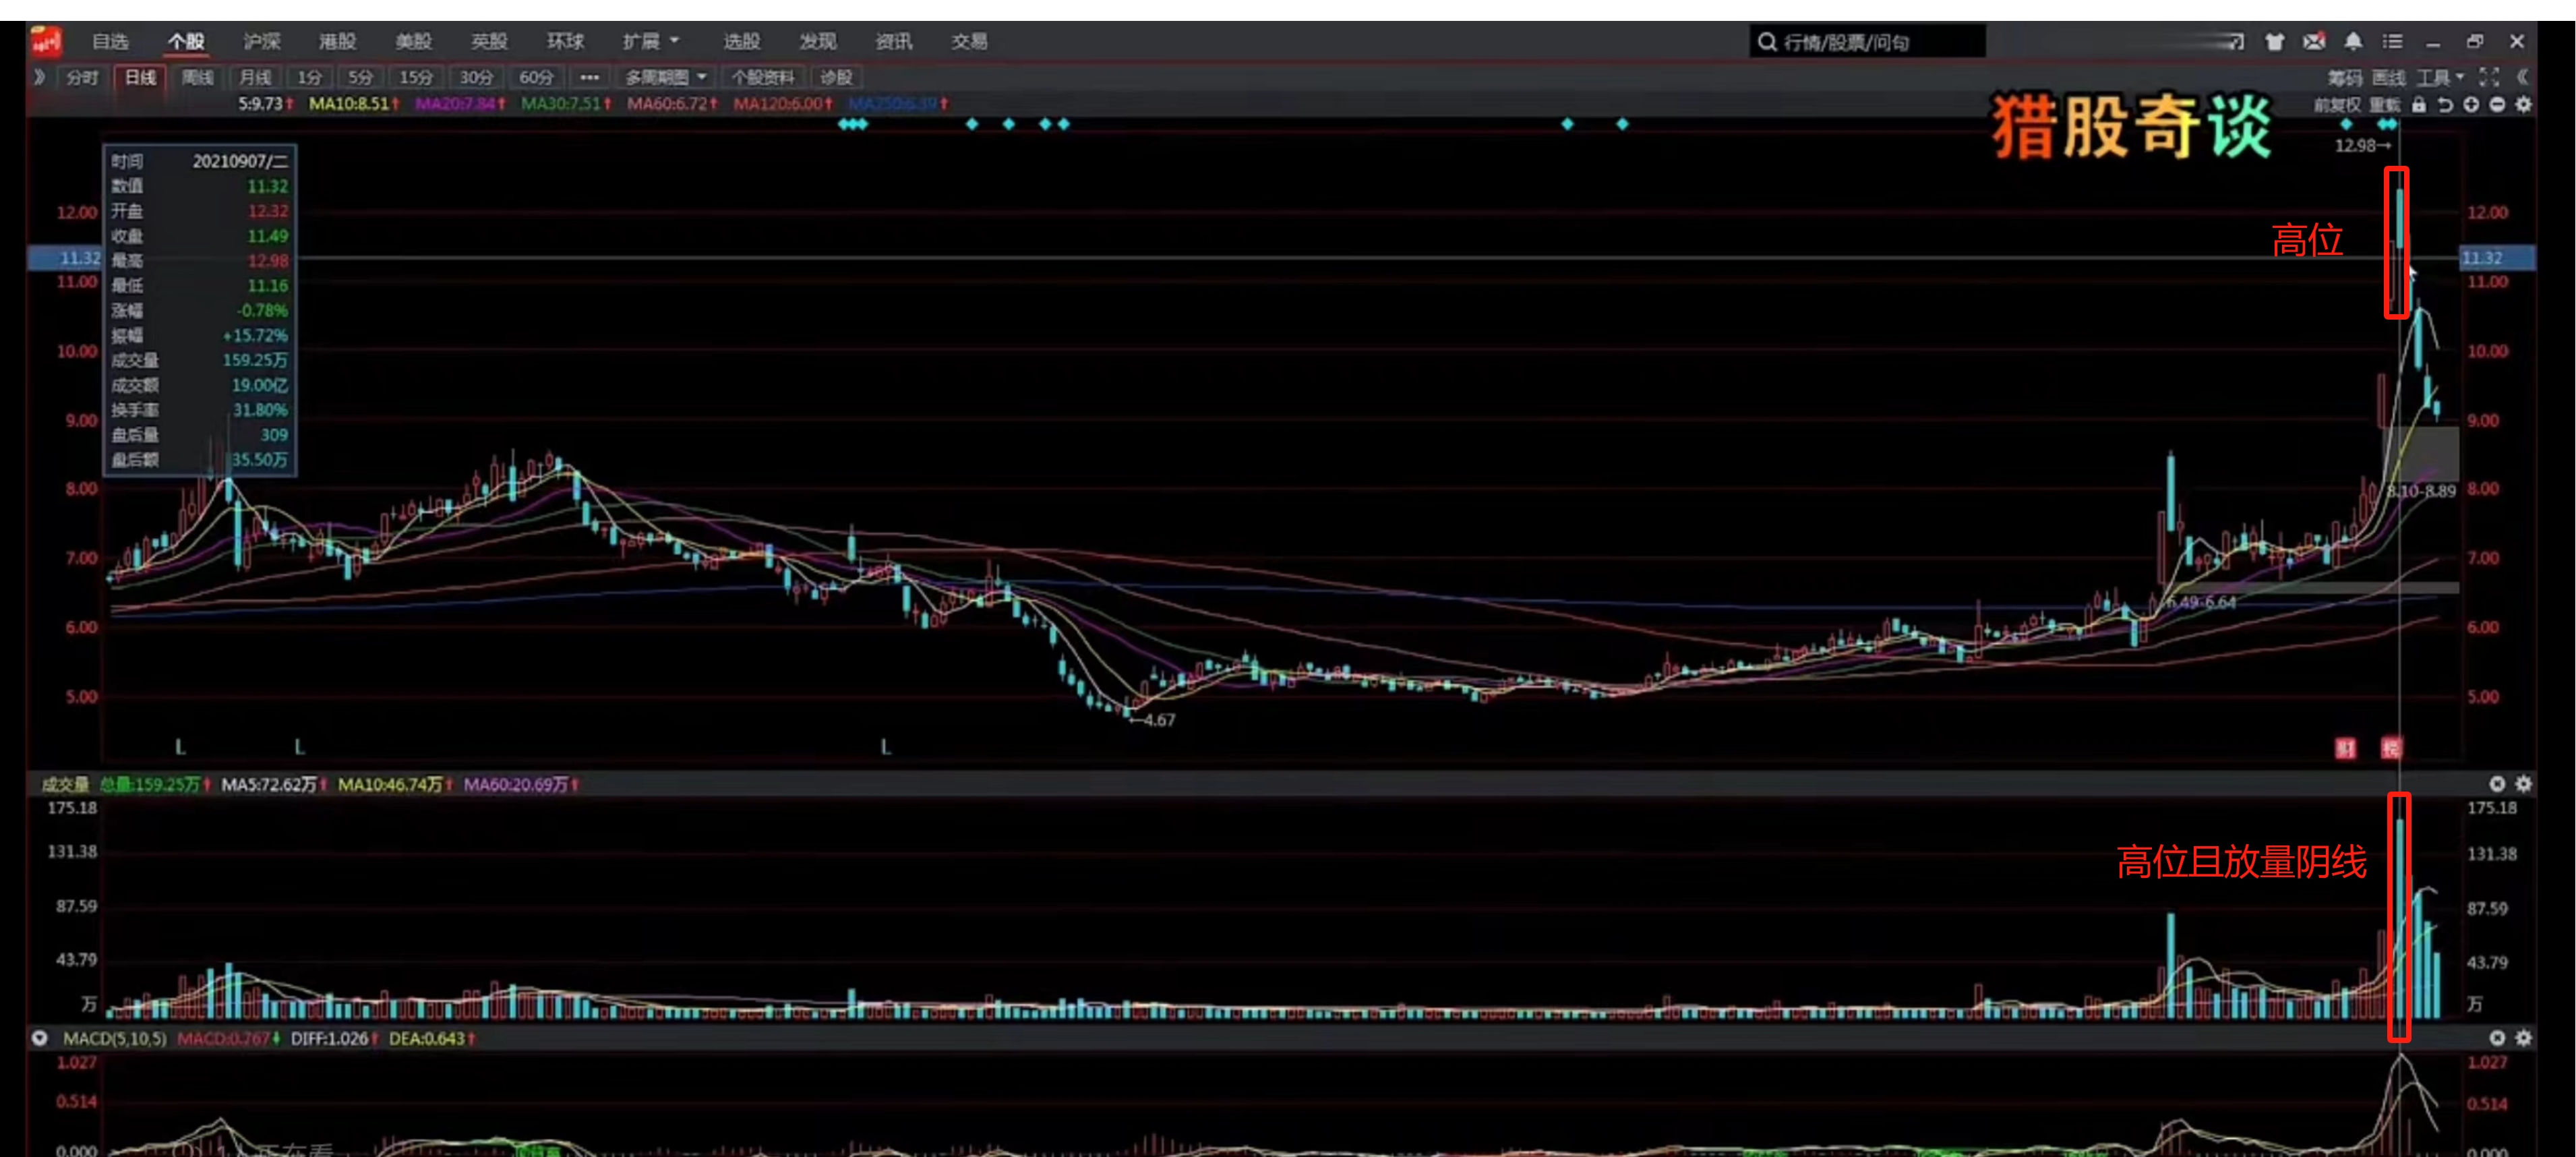 自选 个股 沪深 港股 美股 英股 环球 扩展 选股 发现 资讯 交易 行情/股票/问句
分时 日线 周线 月线 1分 5分 15分 30分 60分 ••• 多周期图 个股资料 诊股 筹码 画线 工具
5:9.73↑ MA10:8.51↑ MA20:7.84↑ MA30:7.51↑ MA60:6.72↑ MA120:6.00↑ MA250:6.39↑ 前复权 重载
猎股奇谈
12.98→
时间 20210907/二
数值 11.32
开盘 12.32
收盘 11.49
最高 12.98
最低 11.16
涨幅 -0.78%
振幅 +15.72%
成交量 159.25万
成交额 19.00亿
换手率 31.80%
盘后量 309
盘后额 35.50万
12.00 12.00
高位
11.32 11.32
11.00 11.00
10.00 10.00
9.00 9.00
8.00 8.10-8.89 8.00
7.00 7.00
6.49-6.64
6.00 6.00
5.00 5.00
←4.67
L L L 财 榜
成交量 总量:159.25万↑ MA5:72.62万↑ MA10:46.74万↑ MA60:20.69万↑
175.18 175.18
131.38 131.38
高位且放量阴线
87.59 87.59
43.79 43.79
万 万
MACD(5,10,5) MACD:0.767↓ DIFF:1.026↑ DEA:0.643↑
1.027 1.027
0.514 0.514
0.000 0.000